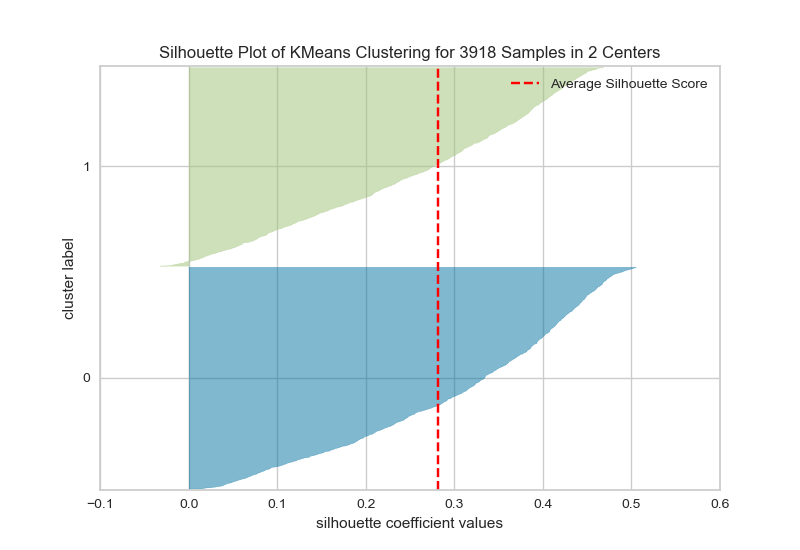 Silhouette Plot of KMeans Clustering for 3918 Samples in 2 Centers
Average Silhouette Score
1
0
cluster label
−0.1 0.0 0.1 0.2 0.3 0.4 0.5 0.6
silhouette coefficient values